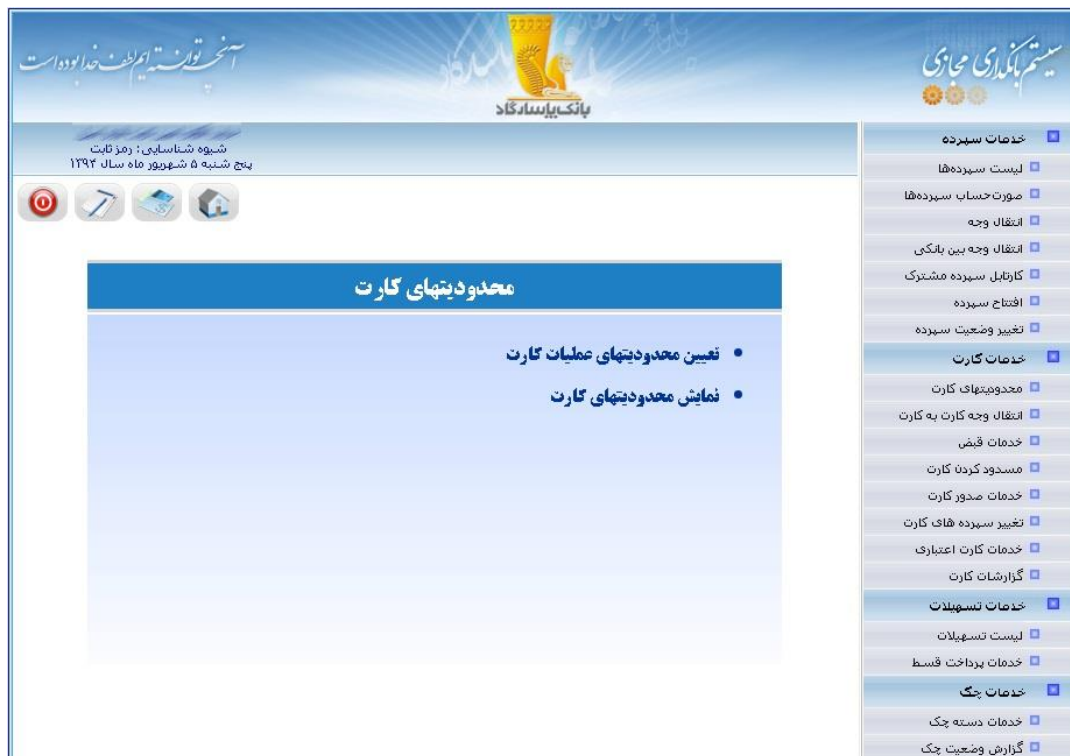 سیستم بانکداری مجازی
بانک پاسارگاد
آنچه توانسته ایم لطف خدا بوده است
شیوه شناسایی: رمز ثابت
پنج شنبه ۵ شهریور ماه سال ۱۳۹۴
محدودیتهای کارت
تعیین محدودیتهای عملیات کارت
نمایش محدودیتهای کارت
خدمات سپرده
لیست سپرده‌ها
صورت‌حساب سپرده‌ها
انتقال وجه
انتقال وجه بین بانکی
کارتابل سپرده مشترک
افتتاح سپرده
تغییر وضعیت سپرده
خدمات کارت
محدودیتهای کارت
انتقال وجه کارت به کارت
خدمات قبض
مسدود کردن کارت
خدمات صدور کارت
تغییر سپرده های کارت
خدمات کارت اعتباری
گزارشات کارت
خدمات تسهیلات
لیست تسهیلات
خدمات پرداخت قسط
خدمات چک
خدمات دسته چک
گزارش وضعیت چک